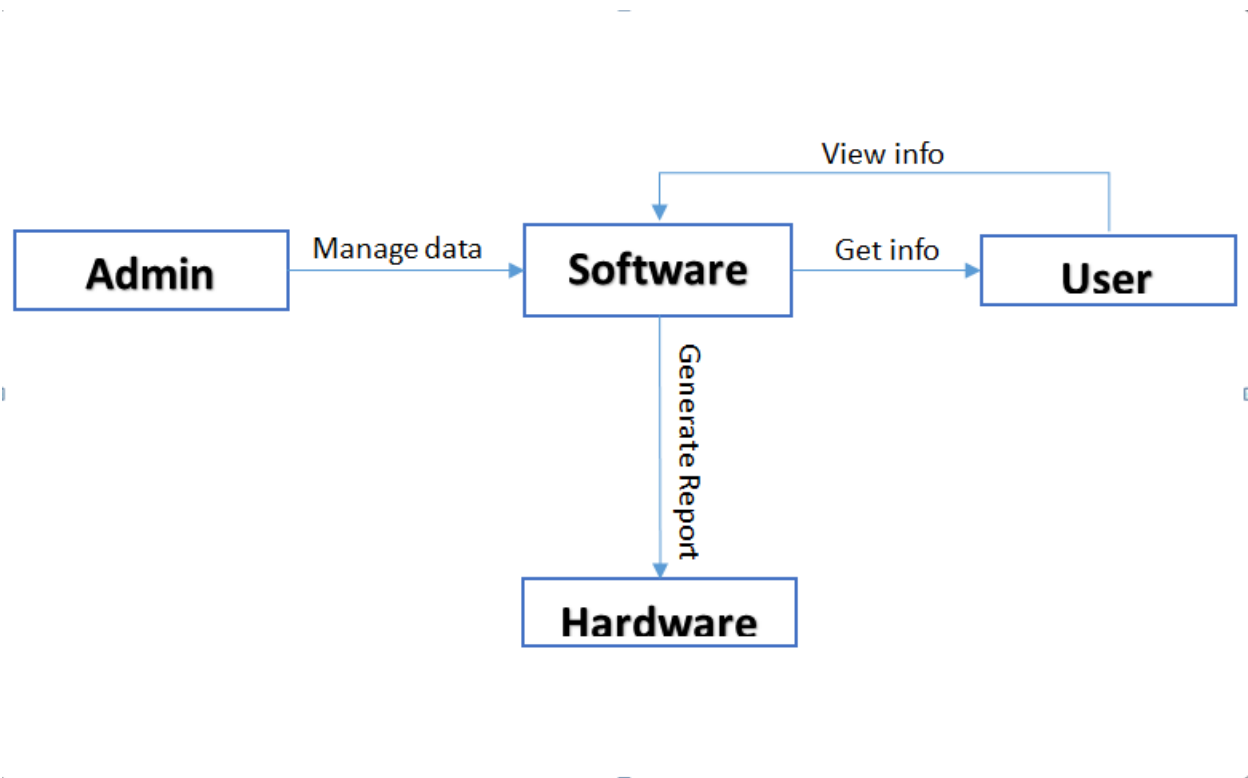 View info
Admin
Manage data
Software
Get info
User
Generate Report
Hardware